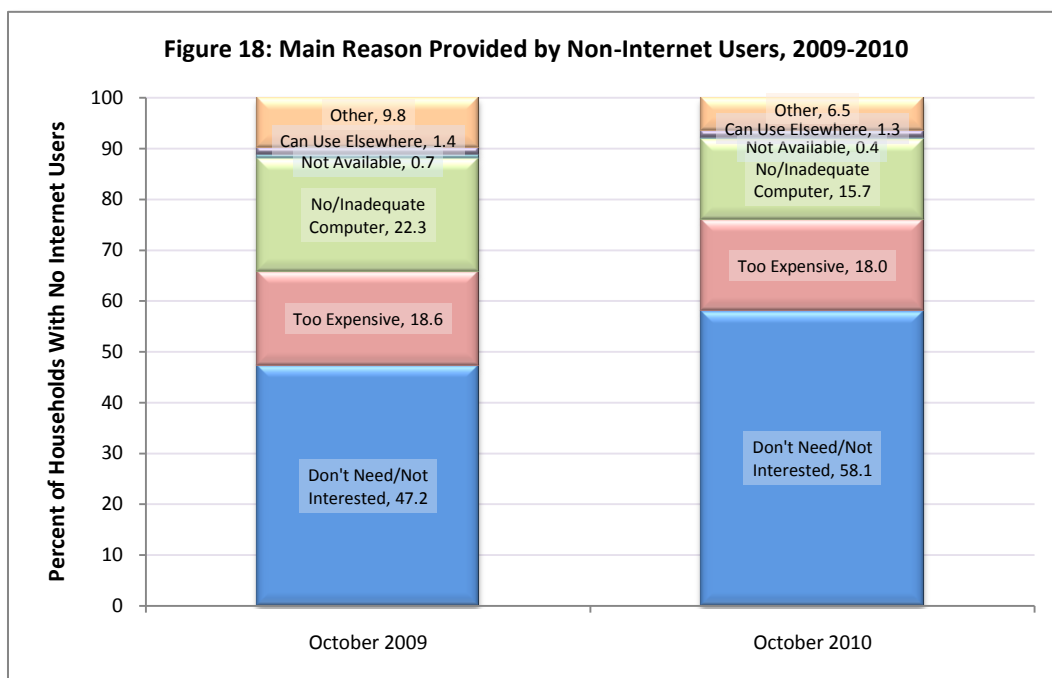 Figure 18: Main Reason Provided by Non-Internet Users, 2009-2010
Percent of Households With No Internet Users
100
90
80
70
60
50
40
30
20
10
0
Other, 9.8
Can Use Elsewhere, 1.4
Not Available, 0.7
No/Inadequate
Computer, 22.3
Too Expensive, 18.6
Don't Need/Not
Interested, 47.2
Other, 6.5
Can Use Elsewhere, 1.3
Not Available, 0.4
No/Inadequate
Computer, 15.7
Too Expensive, 18.0
Don't Need/Not
Interested, 58.1
October 2009
October 2010